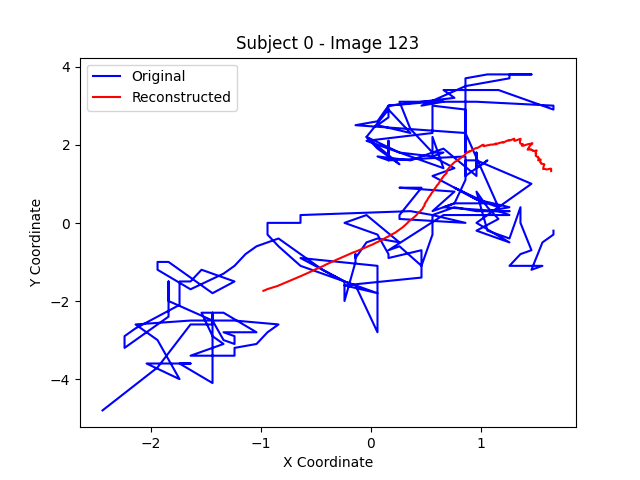 Subject 0 - Image 123
Original
Reconstructed
4
2
0
−2
−4
Y Coordinate
−2
−1
0
1
X Coordinate